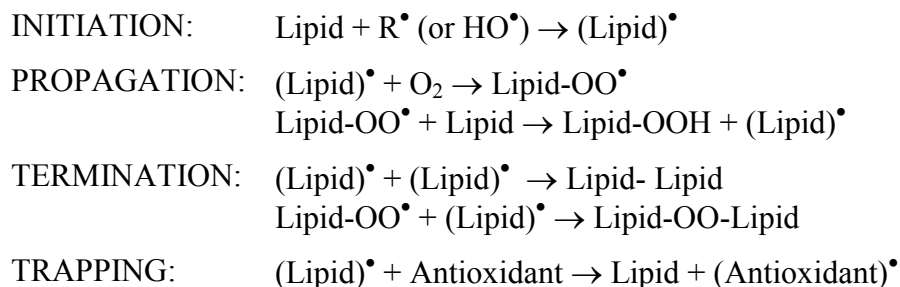 INITIATION: Lipid + R• (or HO•) → (Lipid)•
PROPAGATION: (Lipid)• + O₂ → Lipid-OO•
Lipid-OO• + Lipid → Lipid-OOH + (Lipid)•
TERMINATION: (Lipid)• + (Lipid)• → Lipid- Lipid
Lipid-OO• + (Lipid)• → Lipid-OO-Lipid
TRAPPING: (Lipid)• + Antioxidant → Lipid + (Antioxidant)•